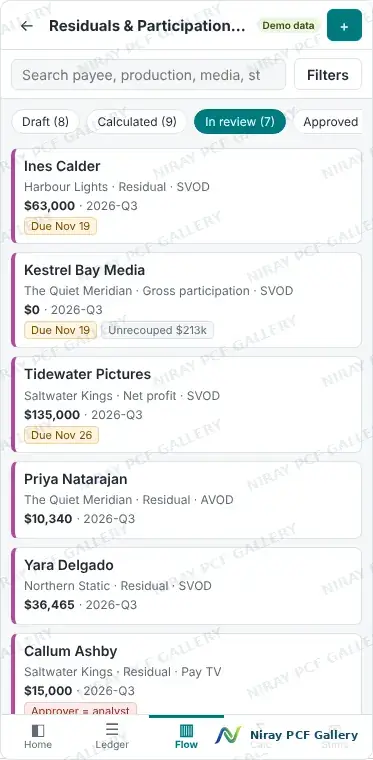 ← Residuals & Participation... Demo data +
Search payee, production, media, st Filters
Draft (8) Calculated (9) In review (7) Approved
Ines Calder
Harbour Lights · Residual · SVOD
$63,000 · 2026-Q3
Due Nov 19
Kestrel Bay Media
The Quiet Meridian · Gross participation · SVOD
$0 · 2026-Q3
Due Nov 19 Unrecouped $213k
Tidewater Pictures
Saltwater Kings · Net profit · SVOD
$135,000 · 2026-Q3
Due Nov 26
Priya Natarajan
The Quiet Meridian · Residual · AVOD
$10,340 · 2026-Q3
Yara Delgado
Northern Static · Residual · SVOD
$36,465 · 2026-Q3
Callum Ashby
Saltwater Kings · Residual · Pay TV
$15,000 · 2026-Q3
Approver = analyst
Home Ledger Flow Niray PCF Gallery
NIRAY PCF GALLERY